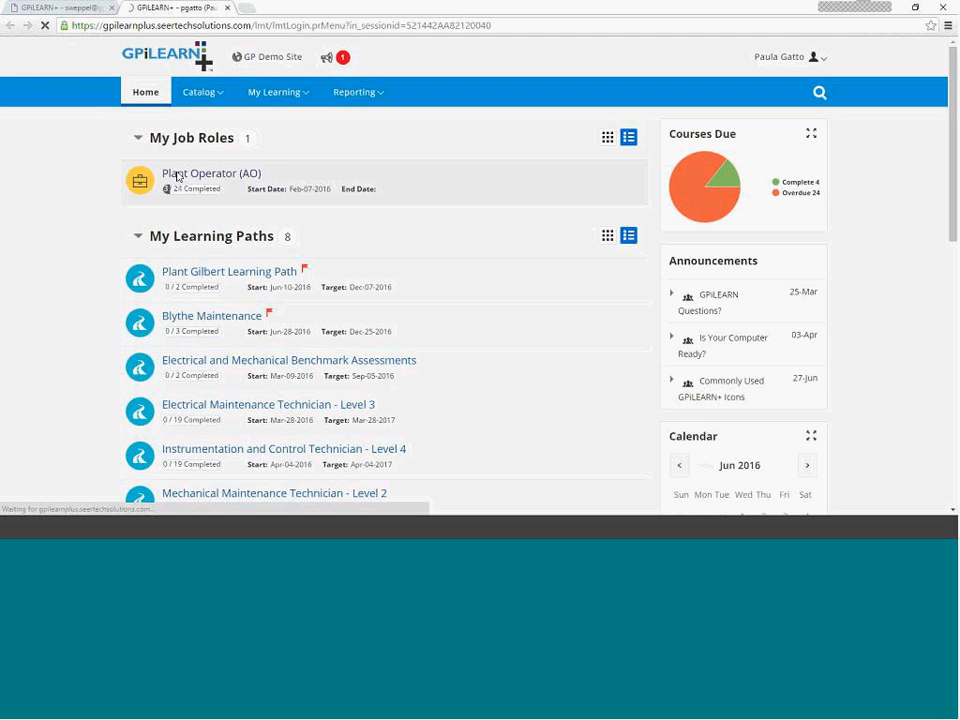 GPiLEARN+ - sweppel@g
GPiLEARN+ - pgatto (Pau
https://gpilearnplus.seertechsolutions.com/lmt/lmtLogin.prMenu?in_sessionid=521442AA82120040
GPiLEARN+
GP Demo Site
1
Paula Gatto
Home
Catalog
My Learning
Reporting
My Job Roles 1
Plant Operator (AO)
24 Completed Start Date: Feb-07-2016 End Date:
My Learning Paths 8
Plant Gilbert Learning Path
0 / 2 Completed Start: Jun-10-2016 Target: Dec-07-2016
Blythe Maintenance
0 / 3 Completed Start: Jun-28-2016 Target: Dec-25-2016
Electrical and Mechanical Benchmark Assessments
0 / 2 Completed Start: Mar-09-2016 Target: Sep-05-2016
Electrical Maintenance Technician - Level 3
0 / 19 Completed Start: Mar-28-2016 Target: Mar-28-2017
Instrumentation and Control Technician - Level 4
0 / 19 Completed Start: Apr-04-2016 Target: Apr-04-2017
Mechanical Maintenance Technician - Level 2
Courses Due
Complete 4
Overdue 24
Announcements
GPiLEARN Questions?
25-Mar
Is Your Computer Ready?
03-Apr
Commonly Used GPiLEARN+ Icons
27-Jun
Calendar
< Jun 2016 >
Sun Mon Tue Wed Thu Fri Sat
Waiting for gpilearnplus.seertechsolutions.com...